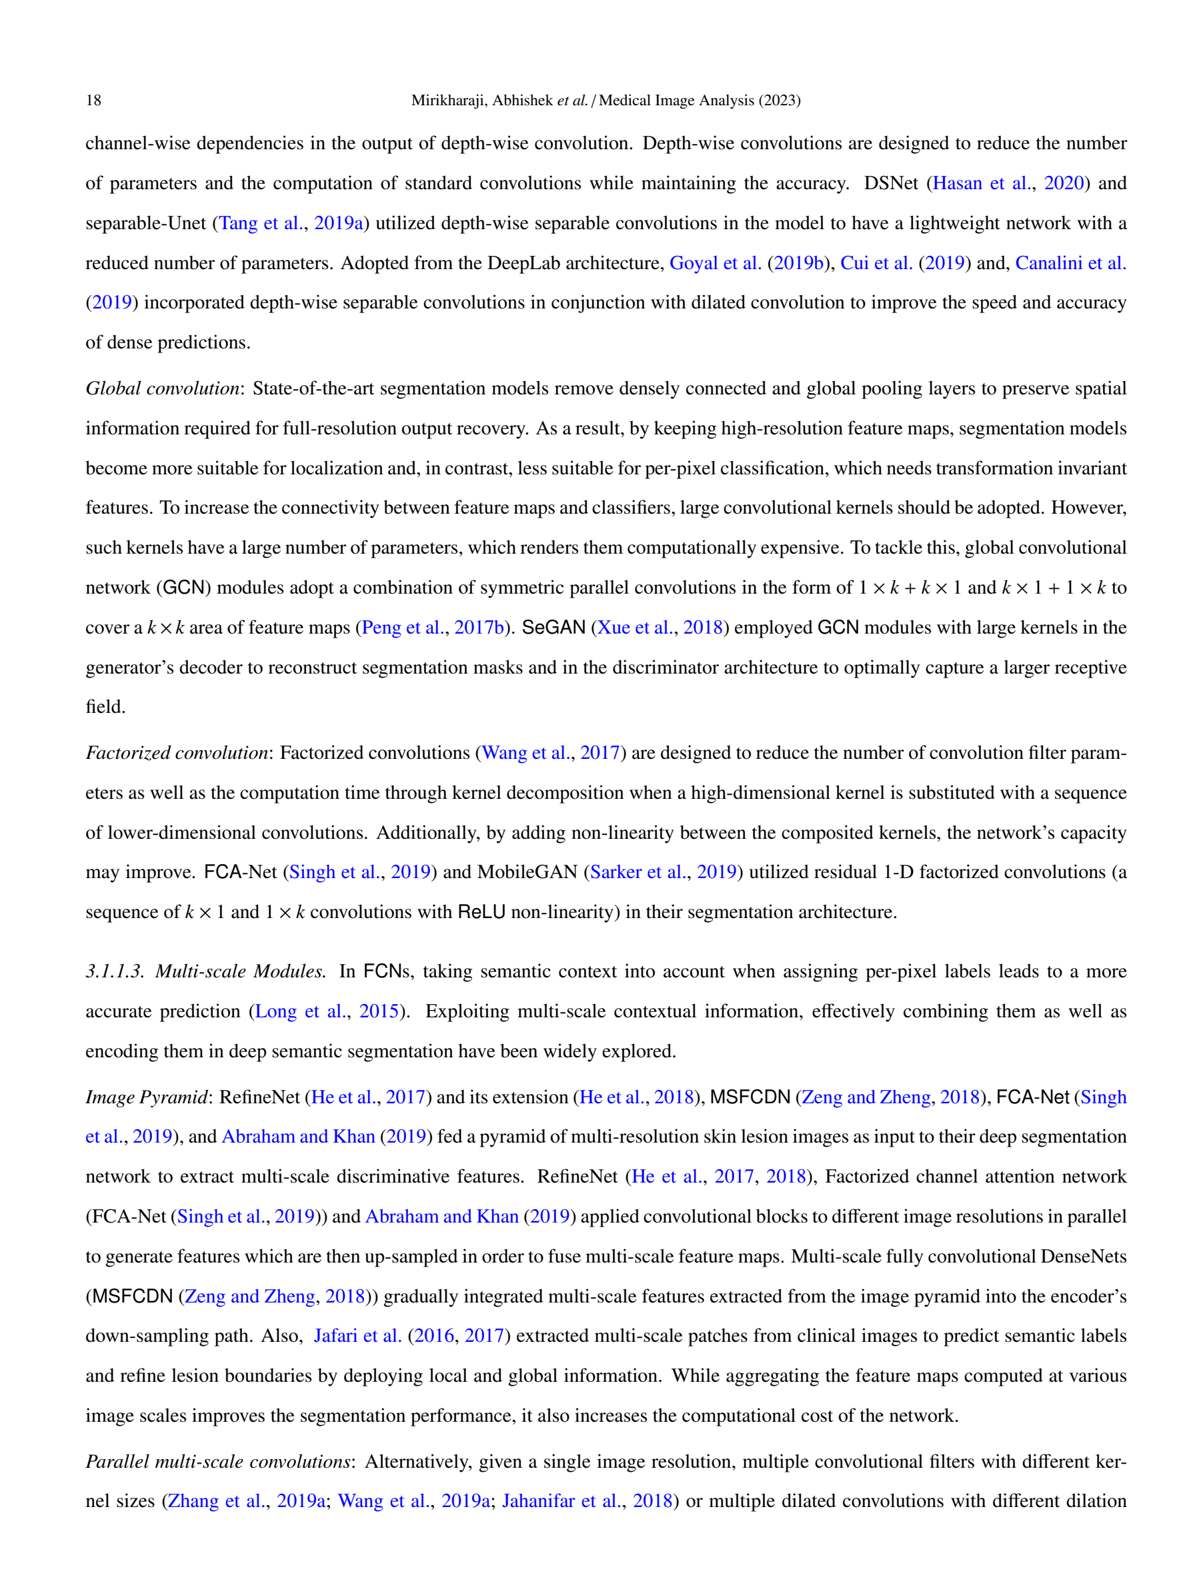 18
Mirikharaji, Abhishek et al. / Medical Image Analysis (2023)
channel-wise dependencies in the output of depth-wise convolution. Depth-wise convolutions are designed to reduce the number
of parameters and the computation of standard convolutions while maintaining the accuracy. DSNet (Hasan et al., 2020) and
separable-Unet (Tang et al., 2019a) utilized depth-wise separable convolutions in the model to have a lightweight network with a
reduced number of parameters. Adopted from the DeepLab architecture, Goyal et al. (2019b), Cui et al. (2019) and, Canalini et al.
(2019) incorporated depth-wise separable convolutions in conjunction with dilated convolution to improve the speed and accuracy
of dense predictions.
Global convolution: State-of-the-art segmentation models remove densely connected and global pooling layers to preserve spatial
information required for full-resolution output recovery. As a result, by keeping high-resolution feature maps, segmentation models
become more suitable for localization and, in contrast, less suitable for per-pixel classification, which needs transformation invariant
features. To increase the connectivity between feature maps and classifiers, large convolutional kernels should be adopted. However,
such kernels have a large number of parameters, which renders them computationally expensive. To tackle this, global convolutional
network (GCN) modules adopt a combination of symmetric parallel convolutions in the form of 1 × k + k × 1 and k × 1 + 1 × k to
cover a k × k area of feature maps (Peng et al., 2017b). SeGAN (Xue et al., 2018) employed GCN modules with large kernels in the
generator's decoder to reconstruct segmentation masks and in the discriminator architecture to optimally capture a larger receptive
field.
Factorized convolution: Factorized convolutions (Wang et al., 2017) are designed to reduce the number of convolution filter param-
eters as well as the computation time through kernel decomposition when a high-dimensional kernel is substituted with a sequence
of lower-dimensional convolutions. Additionally, by adding non-linearity between the composited kernels, the network's capacity
may improve. FCA-Net (Singh et al., 2019) and MobileGAN (Sarker et al., 2019) utilized residual 1-D factorized convolutions (a
sequence of k × 1 and 1 × k convolutions with ReLU non-linearity) in their segmentation architecture.
3.1.1.3. Multi-scale Modules. In FCNs, taking semantic context into account when assigning per-pixel labels leads to a more
accurate prediction (Long et al., 2015). Exploiting multi-scale contextual information, effectively combining them as well as
encoding them in deep semantic segmentation have been widely explored.
Image Pyramid: RefineNet (He et al., 2017) and its extension (He et al., 2018), MSFCDN (Zeng and Zheng, 2018), FCA-Net (Singh
et al., 2019), and Abraham and Khan (2019) fed a pyramid of multi-resolution skin lesion images as input to their deep segmentation
network to extract multi-scale discriminative features. RefineNet (He et al., 2017, 2018), Factorized channel attention network
(FCA-Net (Singh et al., 2019)) and Abraham and Khan (2019) applied convolutional blocks to different image resolutions in parallel
to generate features which are then up-sampled in order to fuse multi-scale feature maps. Multi-scale fully convolutional DenseNets
(MSFCDN (Zeng and Zheng, 2018)) gradually integrated multi-scale features extracted from the image pyramid into the encoder's
down-sampling path. Also, Jafari et al. (2016, 2017) extracted multi-scale patches from clinical images to predict semantic labels
and refine lesion boundaries by deploying local and global information. While aggregating the feature maps computed at various
image scales improves the segmentation performance, it also increases the computational cost of the network.
Parallel multi-scale convolutions: Alternatively, given a single image resolution, multiple convolutional filters with different ker-
nel sizes (Zhang et al., 2019a; Wang et al., 2019a; Jahanifar et al., 2018) or multiple dilated convolutions with different dilation